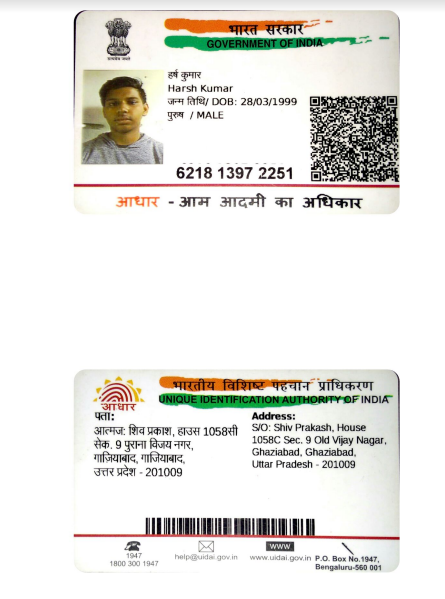 भारत सरकार
GOVERNMENT OF INDIA
सत्यमेव जयते
हर्ष कुमार
Harsh Kumar
जन्म तिथि/ DOB: 28/03/1999
पुरुष / MALE
6218 1397 2251
आधार - आम आदमी का अधिकार
भारतीय विशिष्ट पहचान प्राधिकरण
UNIQUE IDENTIFICATION AUTHORITY OF INDIA
आधार
पता:
आत्मज: शिव प्रकाश, हाउस 1058सी
सेक. 9 पुराना विजय नगर,
गाजियाबाद, गाजियाबाद,
उत्तर प्रदेश - 201009
Address:
S/O: Shiv Prakash, House
1058C Sec. 9 Old Vijay Nagar,
Ghaziabad, Ghaziabad,
Uttar Pradesh - 201009
1947
1800 300 1947
help@uidai.gov.in
WWW
www.uidai.gov.in
P.O. Box No.1947,
Bengaluru-560 001